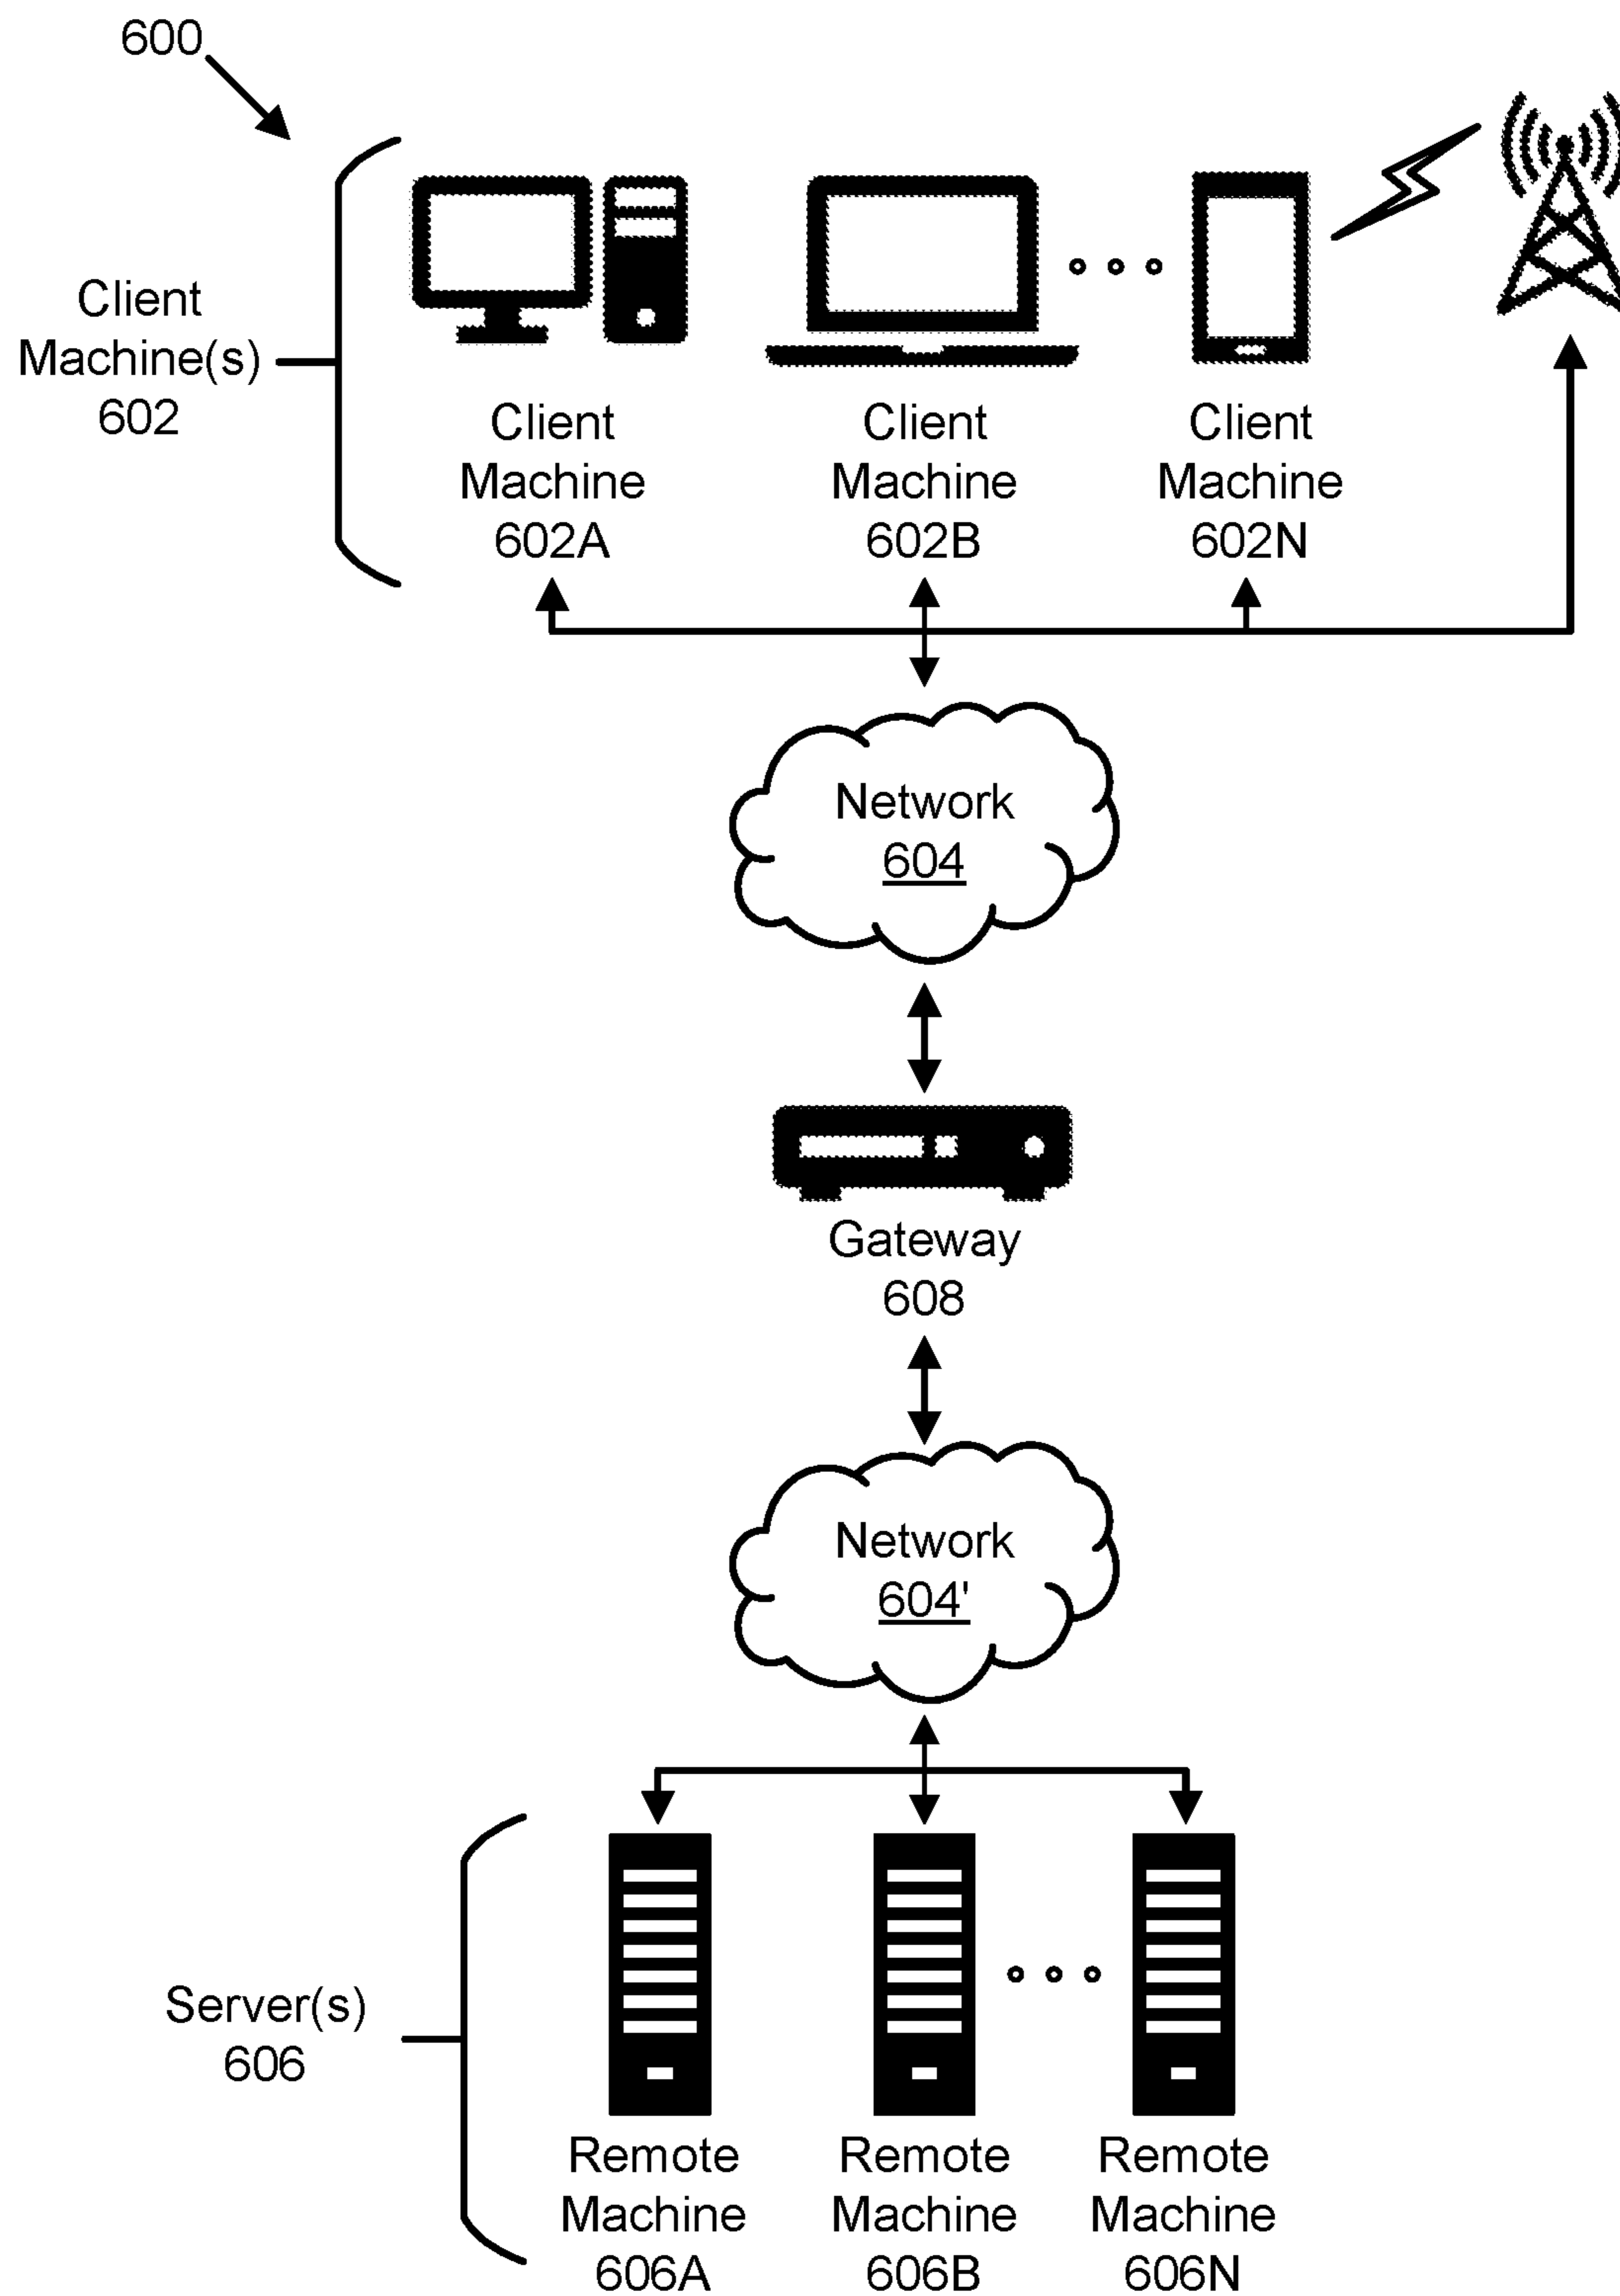 600
Client
Machine(s)
602
Client
Machine
602A
Client
Machine
602B
Client
Machine
602N
Network
604
Gateway
608
Network
604'
Server(s)
606
Remote
Machine
606A
Remote
Machine
606B
Remote
Machine
606N